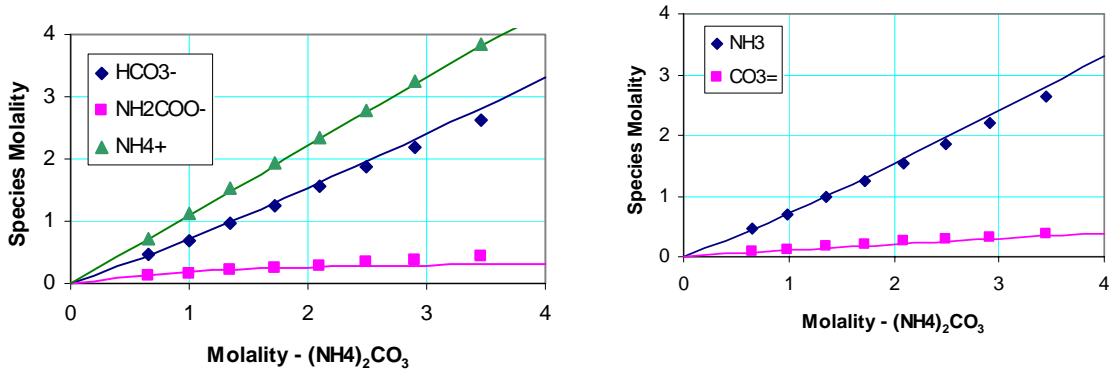 4
3
2
1
0
Species Molality
HCO3-
NH2COO-
NH4+
0 1 2 3 4
Molality - (NH4)₂CO₃
4
3
2
1
0
Species Molality
NH3
CO3=
0 1 2 3 4
Molality - (NH4)₂CO₃